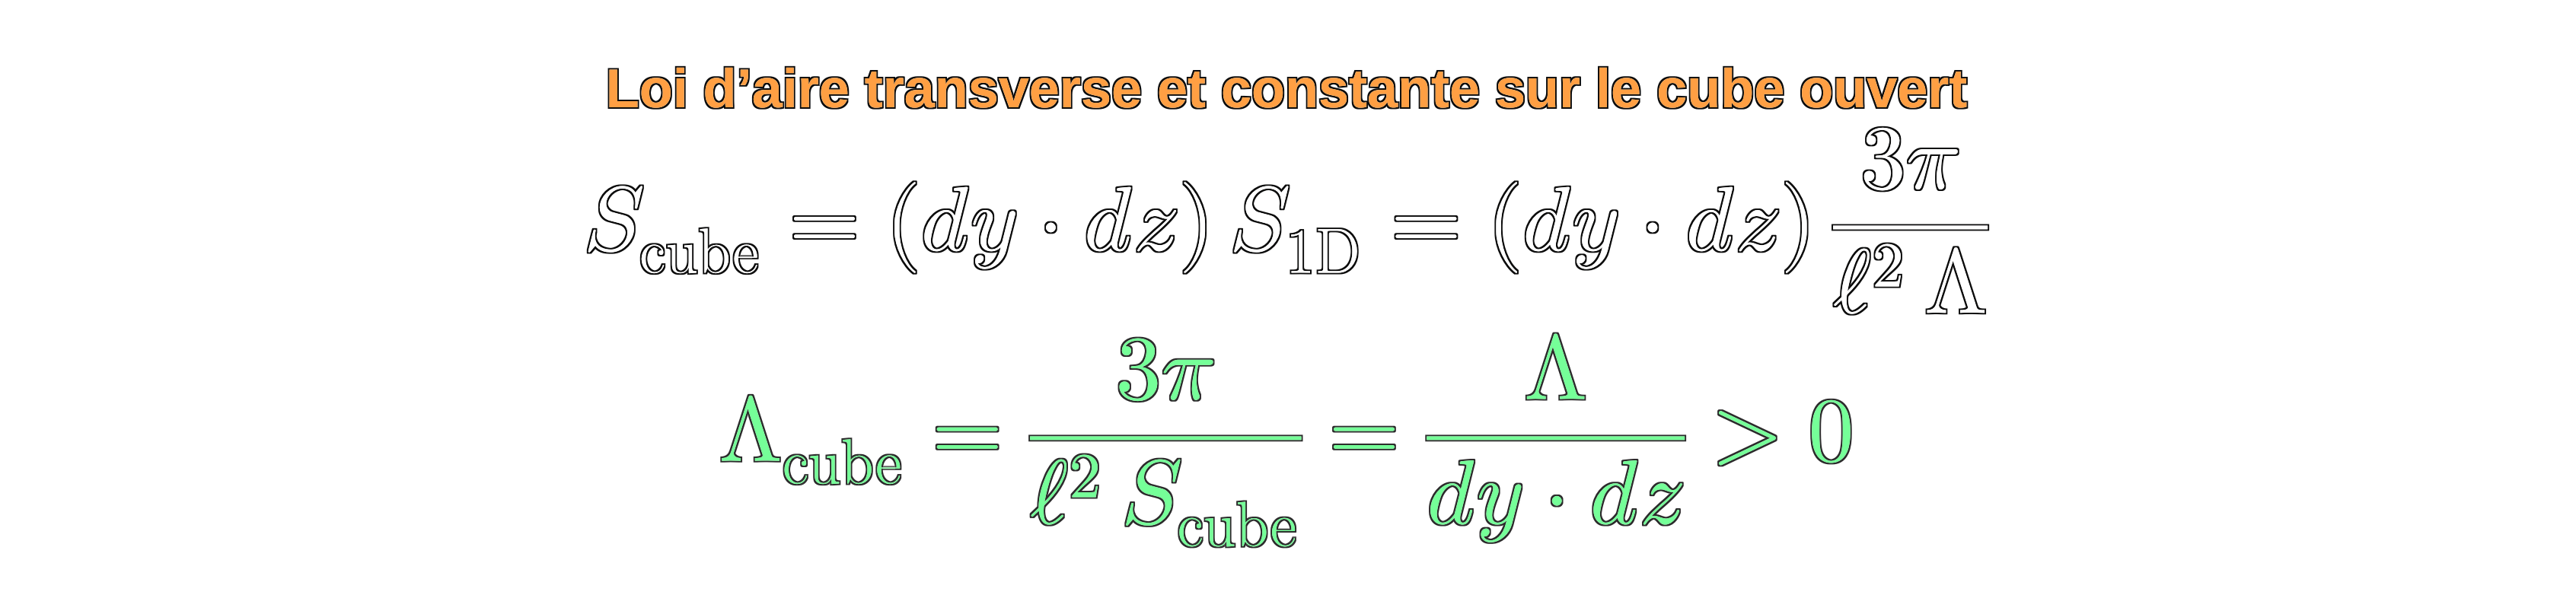 Loi d’aire transverse et constante sur le cube ouvert
S_cube = (dy · dz) S_1D = (dy · dz) 3π / (ℓ² Λ)
Λ_cube = 3π / (ℓ² S_cube) = Λ / (dy · dz) > 0